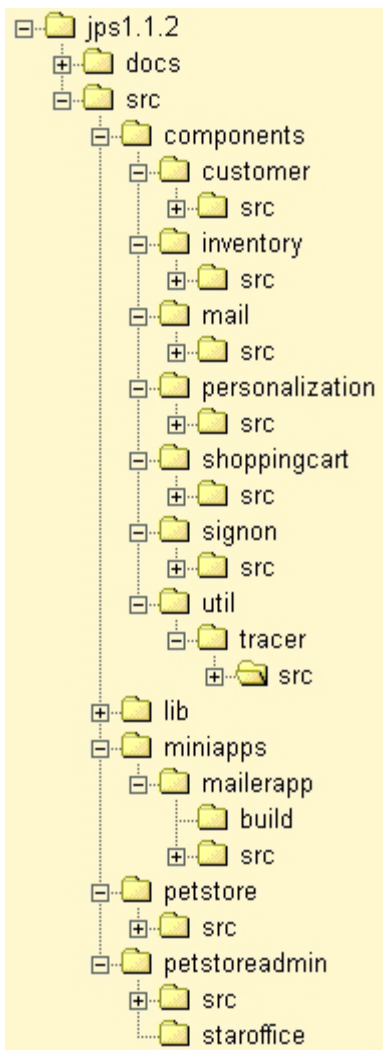 jps1.1.2
docs
src
components
customer
src
inventory
src
mail
src
personalization
src
shoppingcart
src
signon
src
util
tracer
src
lib
miniapps
mailerapp
build
src
petstore
src
petstoreadmin
src
staroffice